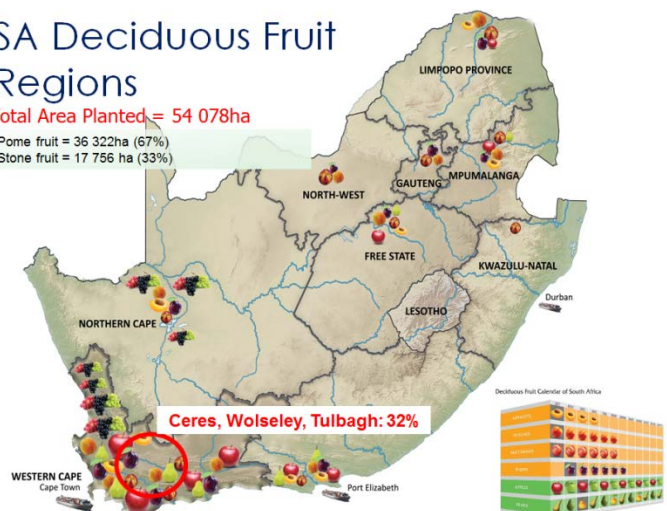 SA Deciduous Fruit
Regions
Total Area Planted = 54 078ha
Pome fruit = 36 322ha (67%)
Stone fruit = 17 756 ha (33%)
LIMPOPO PROVINCE
NORTH-WEST
GAUTENG
MPUMALANGA
FREE STATE
KWAZULU-NATAL
LESOTHO
Durban
NORTHERN CAPE
Ceres, Wolseley, Tulbagh: 32%
WESTERN CAPE
Cape Town
Port Elizabeth
Deciduous Fruit Calendar of South Africa